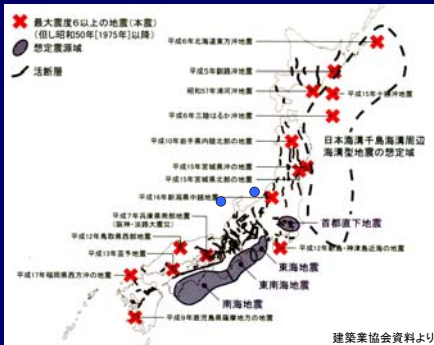 最大震度6以上の地震(本震)
(但し昭和50年[1975年]以降)
想定震源域
活断層
平成6年北海道東方沖地震
平成5年釧路沖地震
昭和57年浦河沖地震
平成15年十勝沖地震
平成6年三陸はるか沖地震
平成10年岩手県内陸北部の地震
日本海溝千島海溝周辺
海溝型地震の想定域
平成15年宮城県沖の地震
平成15年宮城県北部の地震
平成16年新潟県中越地震
平成7年兵庫県南部地震
(阪神・淡路大震災)
首都直下地震
平成12年鳥取県西部地震
平成12年新島・神津島近海の地震
平成13年芸予地震
東海地震
平成17年福岡県西方沖の地震
東南海地震
南海地震
平成9年鹿児島県薩摩地方の地震
建築業協会資料より